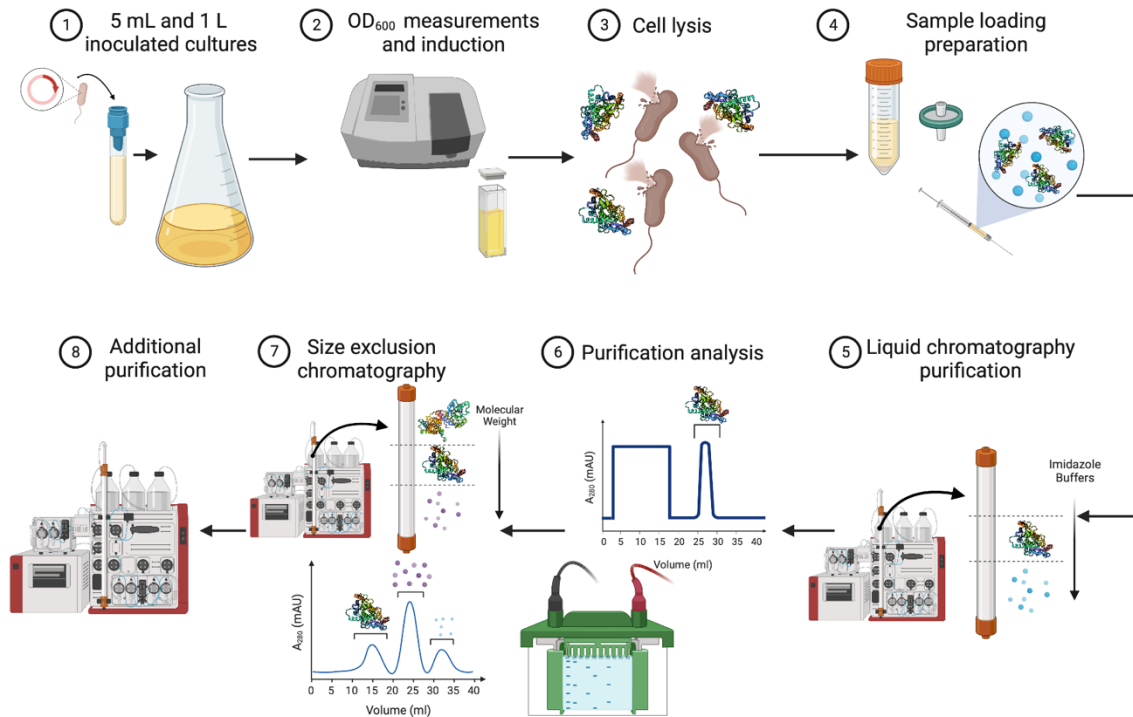 1
5 mL and 1 L
inoculated cultures
2
OD₆₀₀ measurements
and induction
3
Cell lysis
4
Sample loading
preparation
8
Additional
purification
7
Size exclusion
chromatography
Molecular
Weight
A₂₈₀ (mAU)
0 5 10 15 20 25 30 35 40
Volume (ml)
6
Purification analysis
A₂₈₀ (mAU)
0 5 10 15 20 25 30 35 40
Volume (ml)
5
Liquid chromatography
purification
Imidazole
Buffers